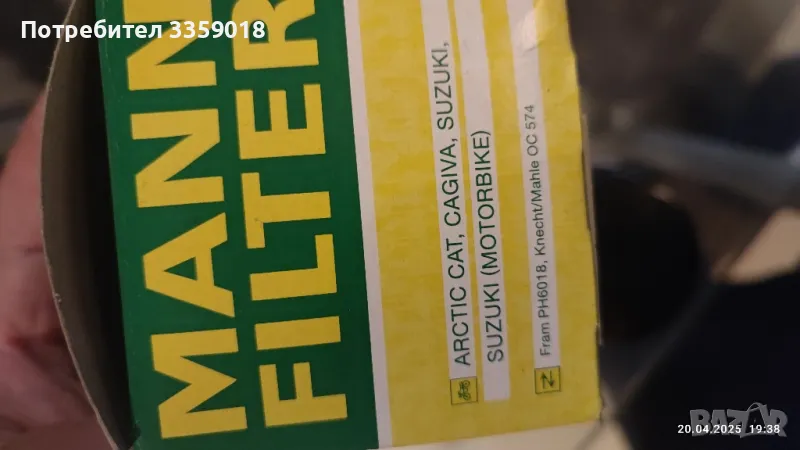 Потребител 3359018
MANN
FILTER
ARCTIC CAT, CAGIVA, SUZUKI,
SUZUKI (MOTORBIKE)
Fram PH6018, Knecht/Mahle OC 574
BAZAR
20.04.2025 19:38